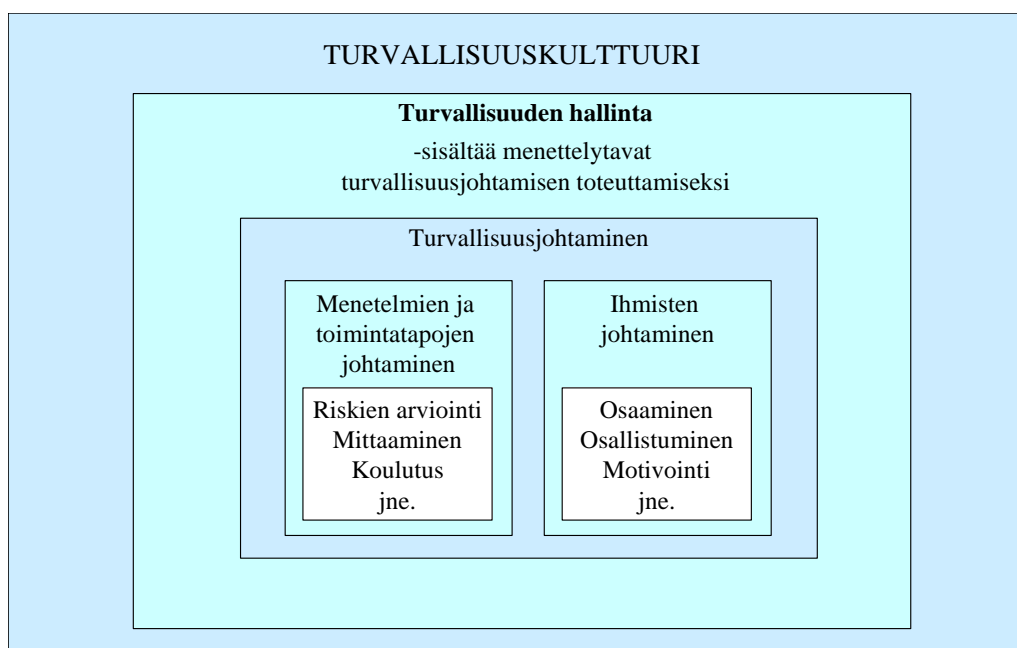 TURVALLISUUSKULTTUURI
Turvallisuuden hallinta
-sisältää menettelytavat
turvallisuusjohtamisen toteuttamiseksi
Turvallisuusjohtaminen
Menetelmien ja
toimintatapojen
johtaminen
Riskien arviointi
Mittaaminen
Koulutus
jne.
Ihmisten
johtaminen
Osaaminen
Osallistuminen
Motivointi
jne.